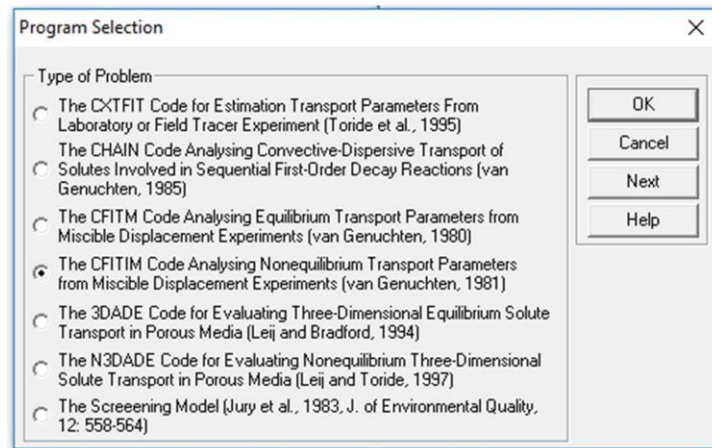 Program Selection
Type of Problem
The CXTFIT Code for Estimation Transport Parameters From
Laboratory or Field Tracer Experiment (Toride et al., 1995)
The CHAIN Code Analysing Convective-Dispersive Transport of
Solutes Involved in Sequential First-Order Decay Reactions (van
Genuchten, 1985)
The CFITM Code Analysing Equilibrium Transport Parameters from
Miscible Displacement Experiments (van Genuchten, 1980)
The CFITIM Code Analysing Nonequilibrium Transport Parameters
from Miscible Displacement Experiments (van Genuchten, 1981)
The 3DADE Code for Evaluating Three-Dimensional Equilibrium Solute
Transport in Porous Media (Leij and Bradford, 1994)
The N3DADE Code for Evaluating Nonequilibrium Three-Dimensional
Solute Transport in Porous Media (Leij and Toride, 1997)
The Screeening Model (Jury et al., 1983, J. of Environmental Quality,
12: 558-564)
OK
Cancel
Next
Help